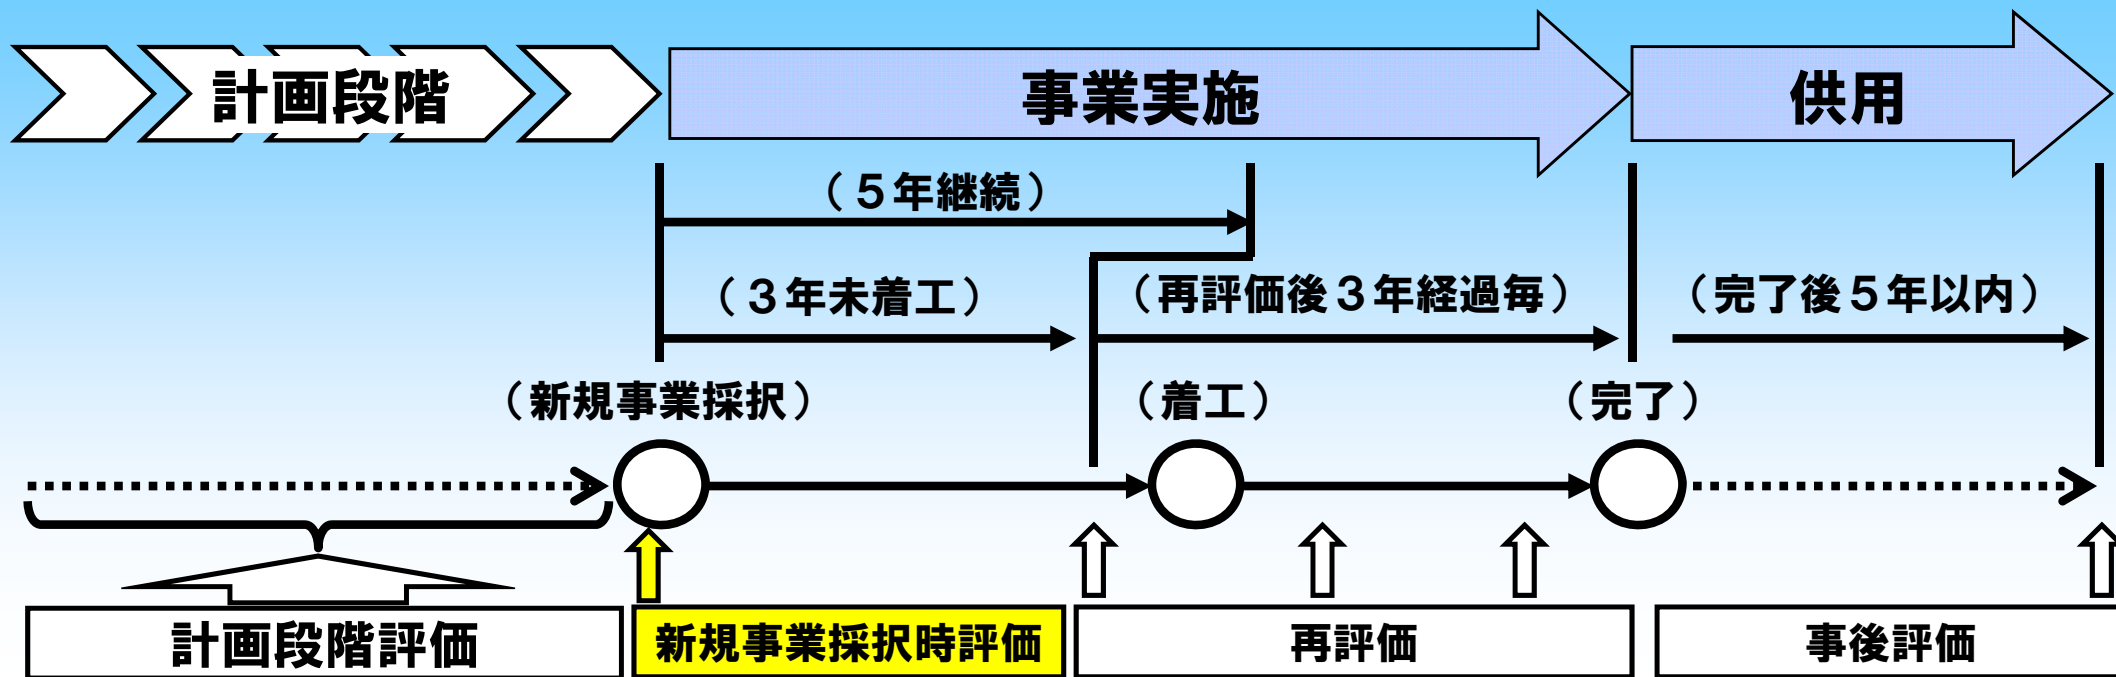 計画段階
事業実施
供用
（５年継続）
（３年未着工）
（再評価後３年経過毎）
（完了後５年以内）
（新規事業採択）
（着工）
（完了）
計画段階評価
新規事業採択時評価
再評価
事後評価